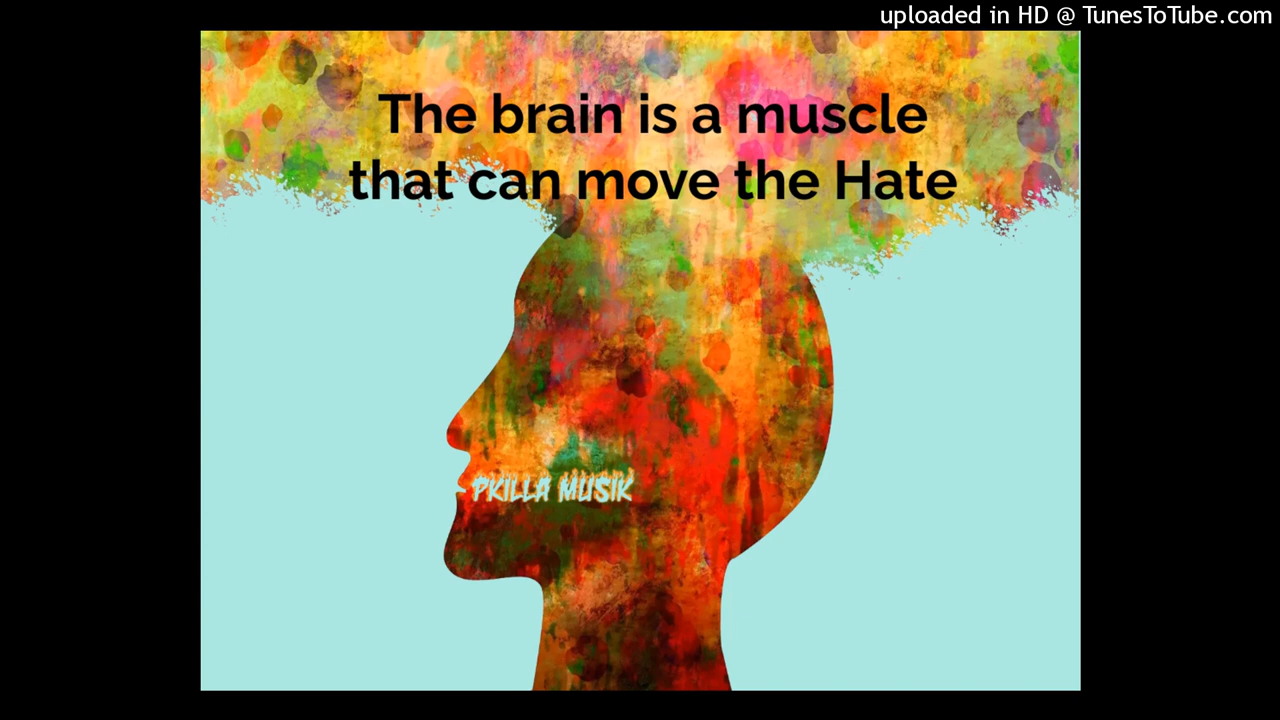 uploaded in HD @ TunesToTube.com
The brain is a muscle
that can move the Hate
- PKILLA MUSIK